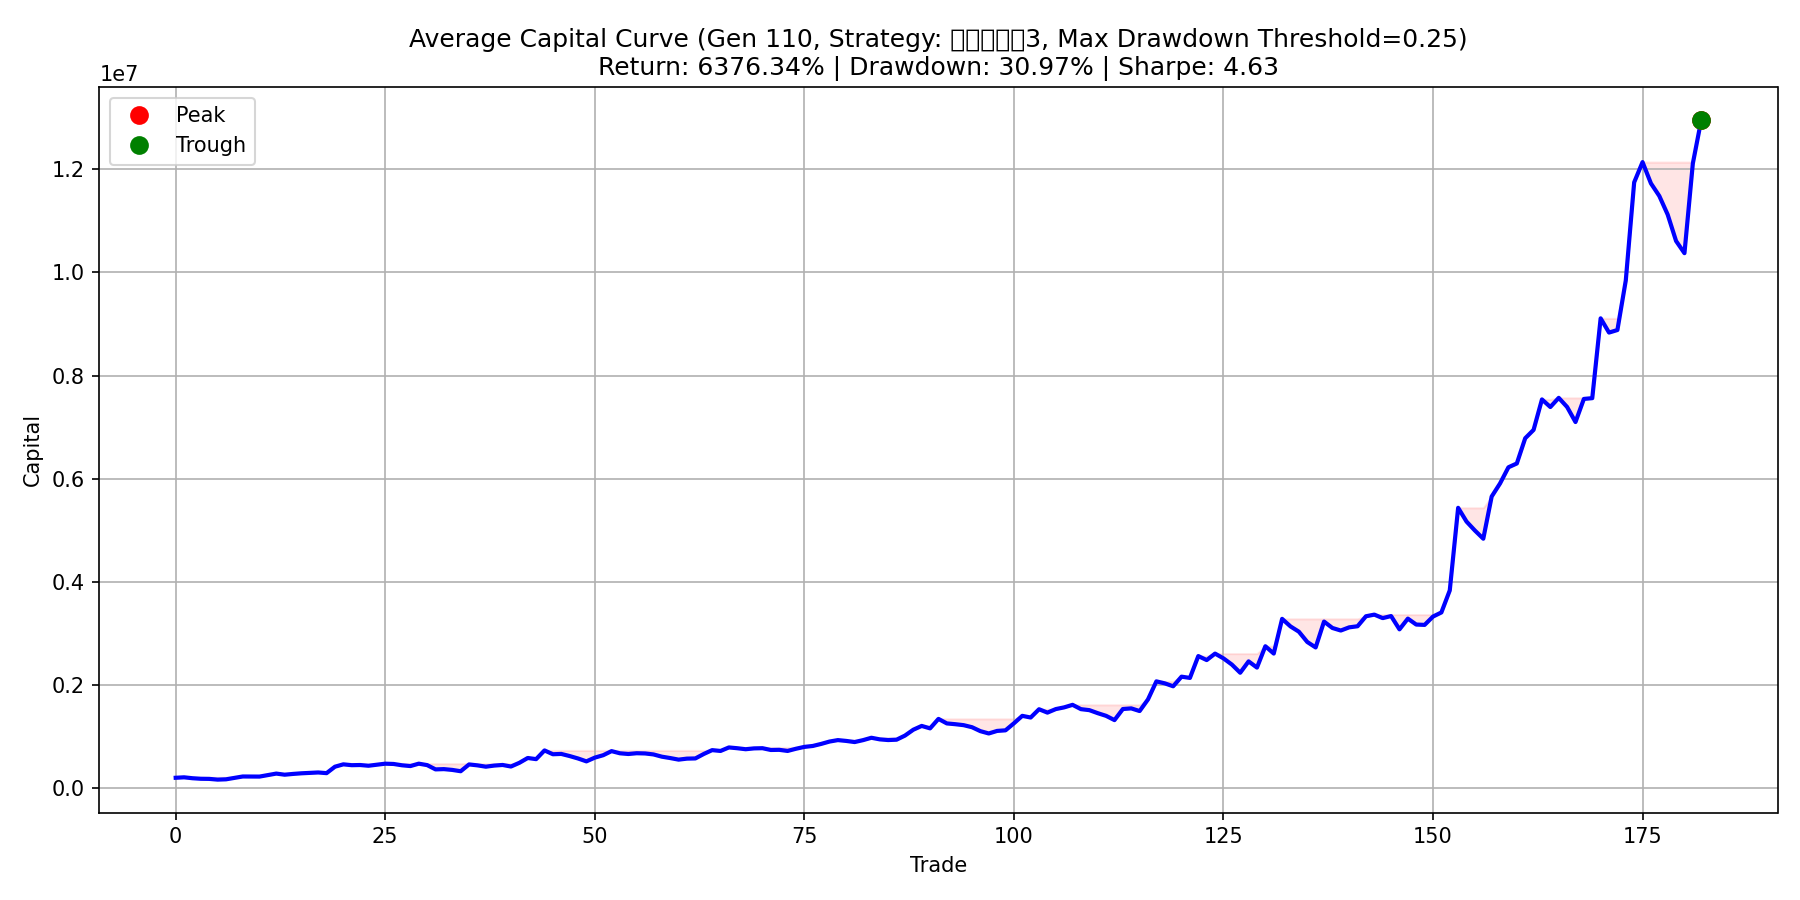 Average Capital Curve (Gen 110, Strategy: 3, Max Drawdown Threshold=0.25)
Return: 6376.34% | Drawdown: 30.97% | Sharpe: 4.63
1e7
Peak
Trough
1.2
1.0
0.8
0.6
0.4
0.2
0.0
Capital
0 25 50 75 100 125 150 175
Trade